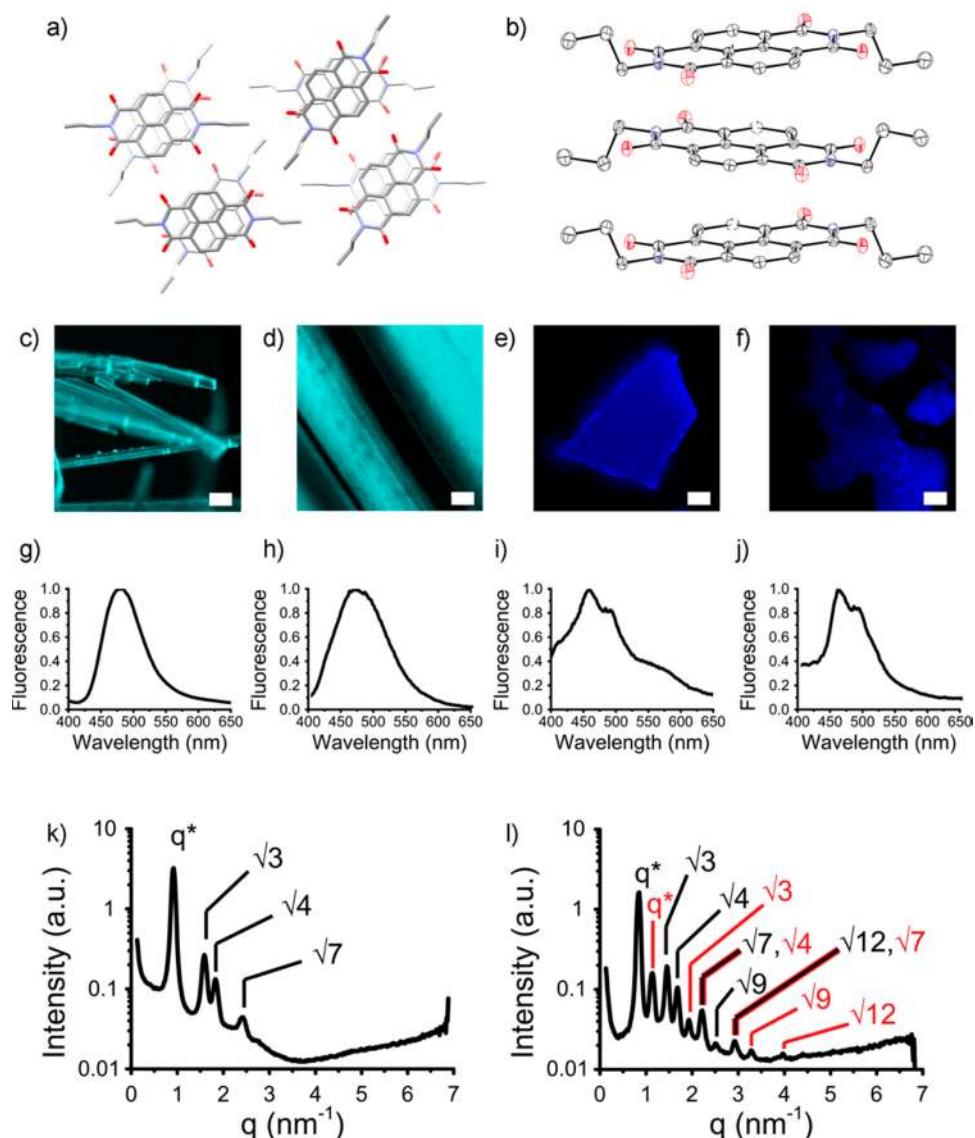 a)
b)
c)
d)
e)
f)
g)
h)
i)
j)
1.0
0.8
0.6
0.4
0.2
0.0
Fluorescence
400 450 500 550 600 650
Wavelength (nm)
1.0
0.8
0.6
0.4
0.2
0.0
Fluorescence
400 450 500 550 600 650
Wavelength (nm)
1.0
0.8
0.6
0.4
0.2
0.0
Fluorescence
400 450 500 550 600 650
Wavelength (nm)
1.0
0.8
0.6
0.4
0.2
0.0
Fluorescence
400 450 500 550 600 650
Wavelength (nm)
k)
10
1
0.1
0.01
Intensity (a.u.)
q*
√3
√4
√7
0 1 2 3 4 5 6 7
q (nm⁻¹)
l)
10
1
0.1
0.01
Intensity (a.u.)
q*
q*
√3
√4
√3
√7, √4
√9
√12, √7
√9
√12
0 1 2 3 4 5 6 7
q (nm⁻¹)